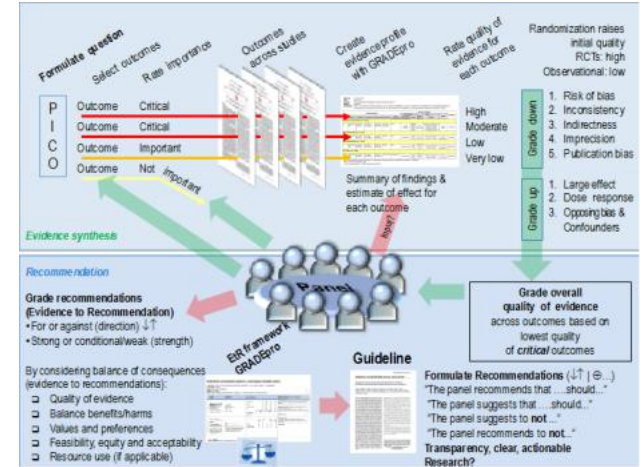 Formulate question
Select outcomes
Rate importance
Outcomes across studies
Create evidence profile with GRADEpro
Rate quality of evidence for each outcome
Randomization raises
initial quality
RCTs: high
Observational: low
P
I
C
O
Outcome Critical
Outcome Critical
Outcome Important
Outcome Not important
High
Moderate
Low
Very low
Summary of findings &
estimate of effect for
each outcome
Grade down
1. Risk of bias
2. Inconsistency
3. Indirectness
4. Imprecision
5. Publication bias
Grade up
1. Large effect
2. Dose response
3. Opposing bias &
Confounders
Evidence synthesis
Input?
Panel
Recommendation
Grade recommendations
(Evidence to Recommendation)
• For or against (direction) ↓↑
• Strong or conditional/weak (strength)
By considering balance of consequences
(evidence to recommendations):
❑ Quality of evidence
❑ Balance benefits/harms
❑ Values and preferences
❑ Feasibility, equity and acceptability
❑ Resource use (if applicable)
EtR framework
GRADEpro
Guideline
Grade overall
quality of evidence
across outcomes based on
lowest quality
of critical outcomes
Formulate Recommendations (↓↑ | ⊕...)
"The panel recommends that ....should..."
"The panel suggests that ....should..."
"The panel suggests to not ..."
"The panel recommends to not..."
Transparency, clear, actionable
Research?